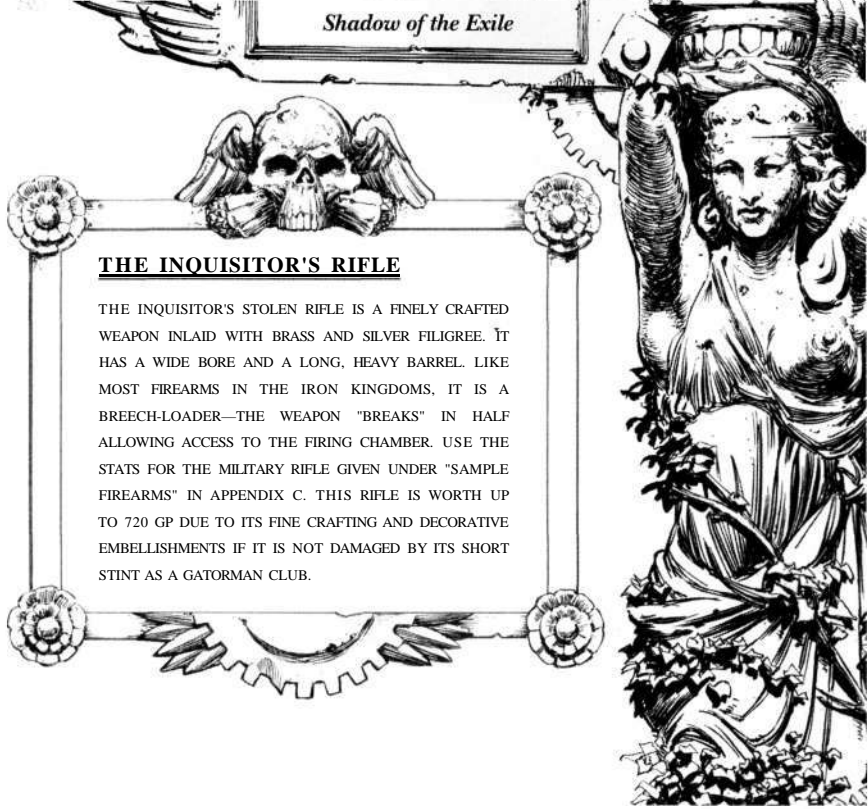 Shadow of the Exile
THE INQUISITOR'S RIFLE
THE INQUISITOR'S STOLEN RIFLE IS A FINELY CRAFTED
WEAPON INLAID WITH BRASS AND SILVER FILIGREE. IT
HAS A WIDE BORE AND A LONG, HEAVY BARREL. LIKE
MOST FIREARMS IN THE IRON KINGDOMS, IT IS A
BREECH-LOADER—THE WEAPON "BREAKS" IN HALF
ALLOWING ACCESS TO THE FIRING CHAMBER. USE THE
STATS FOR THE MILITARY RIFLE GIVEN UNDER "SAMPLE
FIREARMS" IN APPENDIX C. THIS RIFLE IS WORTH UP
TO 720 GP DUE TO ITS FINE CRAFTING AND DECORATIVE
EMBELLISHMENTS IF IT IS NOT DAMAGED BY ITS SHORT
STINT AS A GATORMAN CLUB.